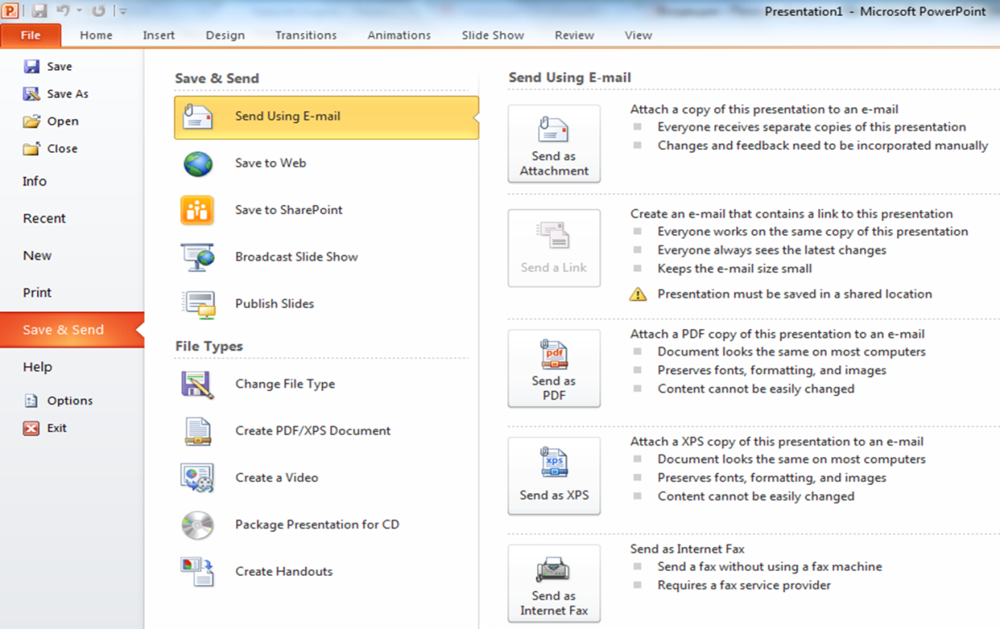 Presentation1 - Microsoft PowerPoint
File Home Insert Design Transitions Animations Slide Show Review View
Save
Save As
Open
Close
Info
Recent
New
Print
Save & Send
Help
Options
Exit
Save & Send
Send Using E-mail
Save to Web
Save to SharePoint
Broadcast Slide Show
Publish Slides
File Types
Change File Type
Create PDF/XPS Document
Create a Video
Package Presentation for CD
Create Handouts
Send Using E-mail
Send as
Attachment
Attach a copy of this presentation to an e-mail
Everyone receives separate copies of this presentation
Changes and feedback need to be incorporated manually
Send a Link
Create an e-mail that contains a link to this presentation
Everyone works on the same copy of this presentation
Everyone always sees the latest changes
Keeps the e-mail size small
Presentation must be saved in a shared location
pdf
Send as
PDF
Attach a PDF copy of this presentation to an e-mail
Document looks the same on most computers
Preserves fonts, formatting, and images
Content cannot be easily changed
xps
Send as XPS
Attach a XPS copy of this presentation to an e-mail
Document looks the same on most computers
Preserves fonts, formatting, and images
Content cannot be easily changed
Send as
Internet Fax
Send as Internet Fax
Send a fax without using a fax machine
Requires a fax service provider